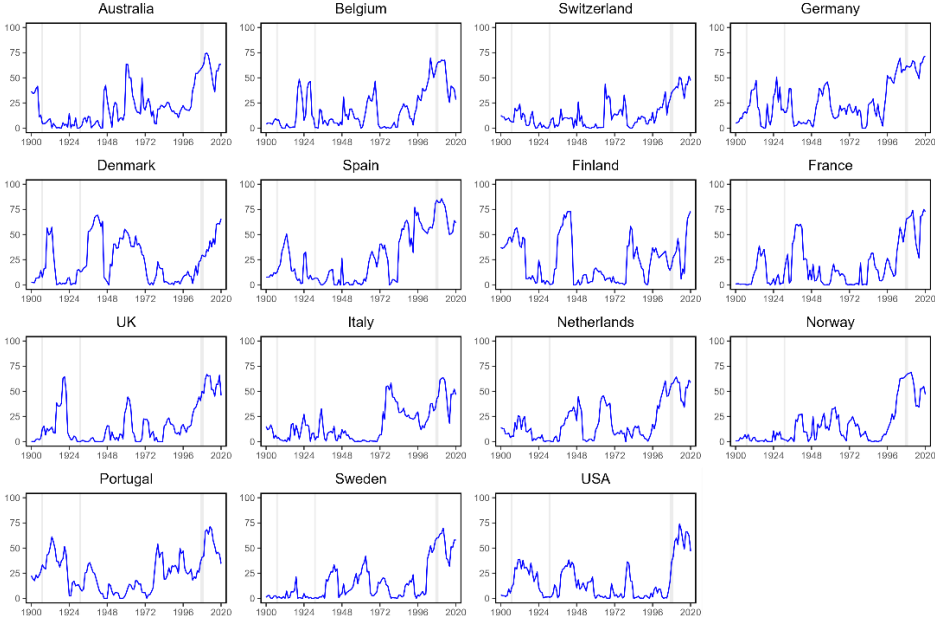 Australia Belgium Switzerland Germany
100 100 100 100
75 75 75 75
50 50 50 50
25 25 25 25
0 0 0 0
1900 1924 1948 1972 1996 2020 1900 1924 1948 1972 1996 2020 1900 1924 1948 1972 1996 2020 1900 1924 1948 1972 1996 2020
Denmark Spain Finland France
100 100 100 100
75 75 75 75
50 50 50 50
25 25 25 25
0 0 0 0
1900 1924 1948 1972 1996 2020 1900 1924 1948 1972 1996 2020 1900 1924 1948 1972 1996 2020 1900 1924 1948 1972 1996 2020
UK Italy Netherlands Norway
100 100 100 100
75 75 75 75
50 50 50 50
25 25 25 25
0 0 0 0
1900 1924 1948 1972 1996 2020 1900 1924 1948 1972 1996 2020 1900 1924 1948 1972 1996 2020 1900 1924 1948 1972 1996 2020
Portugal Sweden USA
100 100 100
75 75 75
50 50 50
25 25 25
0 0 0
1900 1924 1948 1972 1996 2020 1900 1924 1948 1972 1996 2020 1900 1924 1948 1972 1996 2020